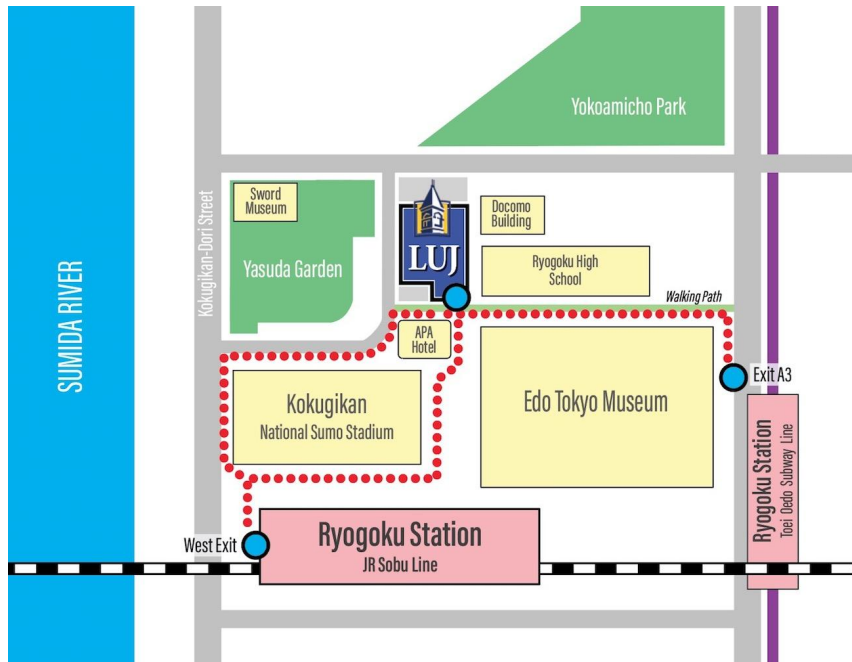 Yokoamicho Park
Sword
Museum
Docomo
Building
Kokugikan-Dori Street
LUJ
Yasuda Garden
Ryogoku High
School
Walking Path
SUMIDA RIVER
APA
Hotel
Exit A3
Kokugikan
National Sumo Stadium
Edo Tokyo Museum
Ryogoku Station
Toei Oedo Subway Line
West Exit
Ryogoku Station
JR Sobu Line